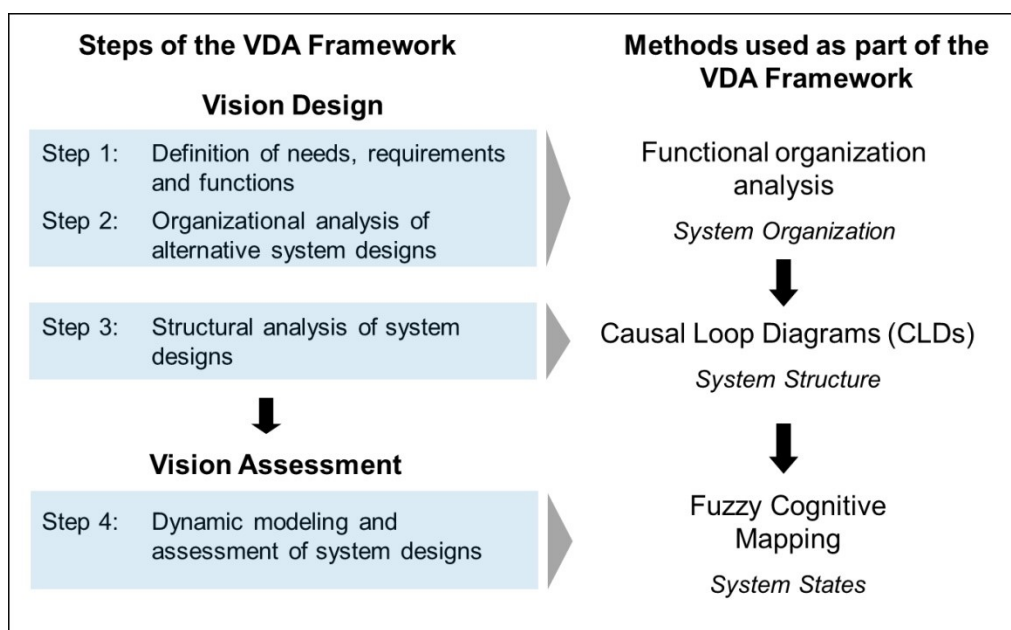 Steps of the VDA Framework
Vision Design
Step 1: Definition of needs, requirements
and functions
Step 2: Organizational analysis of
alternative system designs
Step 3: Structural analysis of system
designs
Vision Assessment
Step 4: Dynamic modeling and
assessment of system designs
Methods used as part of the
VDA Framework
Functional organization
analysis
System Organization
Causal Loop Diagrams (CLDs)
System Structure
Fuzzy Cognitive
Mapping
System States